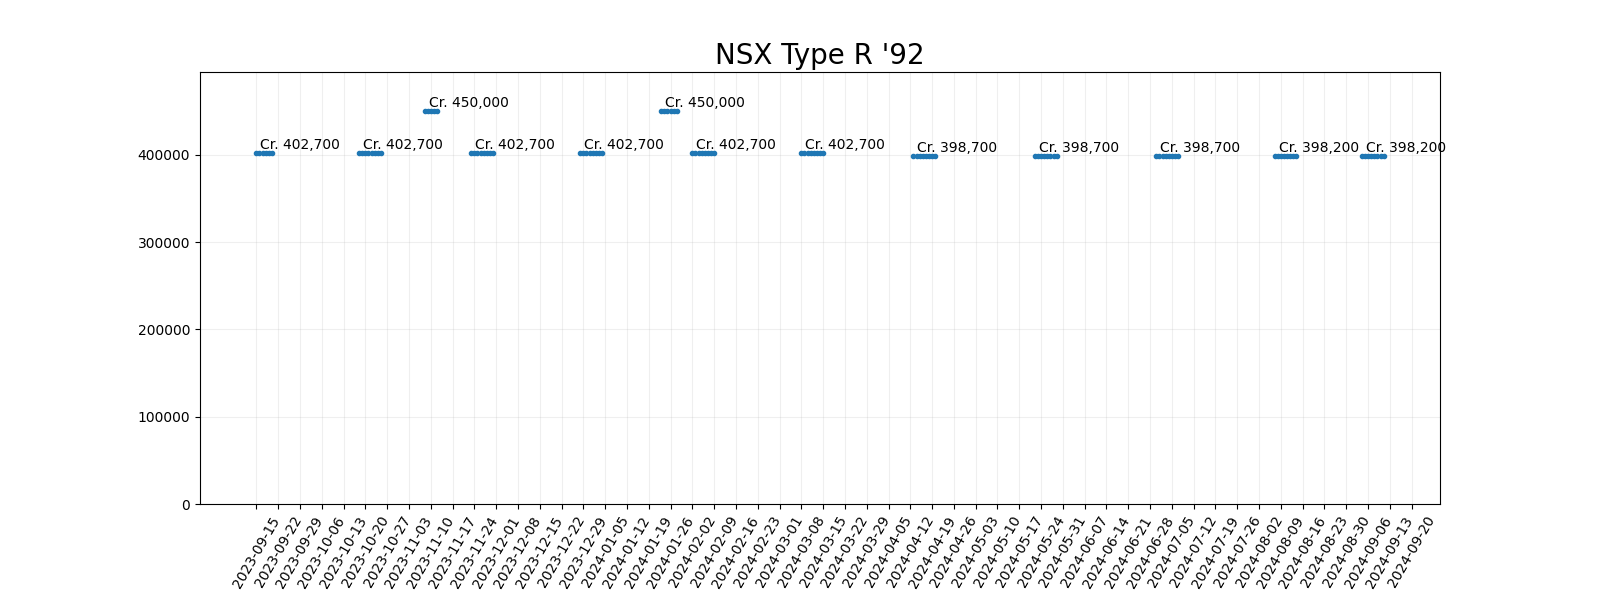 NSX Type R '92
Cr. 450,000 Cr. 450,000
Cr. 402,700 Cr. 402,700 Cr. 402,700 Cr. 402,700 Cr. 402,700 Cr. 402,700 Cr. 398,700 Cr. 398,700 Cr. 398,700 Cr. 398,200 Cr. 398,200
400000
300000
200000
100000
0
2023-09-15 2023-09-22 2023-09-29 2023-10-06 2023-10-13 2023-10-20 2023-10-27 2023-11-03 2023-11-10 2023-11-17 2023-11-24 2023-12-01 2023-12-08 2023-12-15 2023-12-22 2023-12-29 2024-01-05 2024-01-12 2024-01-19 2024-01-26 2024-02-02 2024-02-09 2024-02-16 2024-02-23 2024-03-01 2024-03-08 2024-03-15 2024-03-22 2024-03-29 2024-04-05 2024-04-12 2024-04-19 2024-04-26 2024-05-03 2024-05-10 2024-05-17 2024-05-24 2024-05-31 2024-06-07 2024-06-14 2024-06-21 2024-06-28 2024-07-05 2024-07-12 2024-07-19 2024-07-26 2024-08-02 2024-08-09 2024-08-16 2024-08-23 2024-08-30 2024-09-06 2024-09-13 2024-09-20